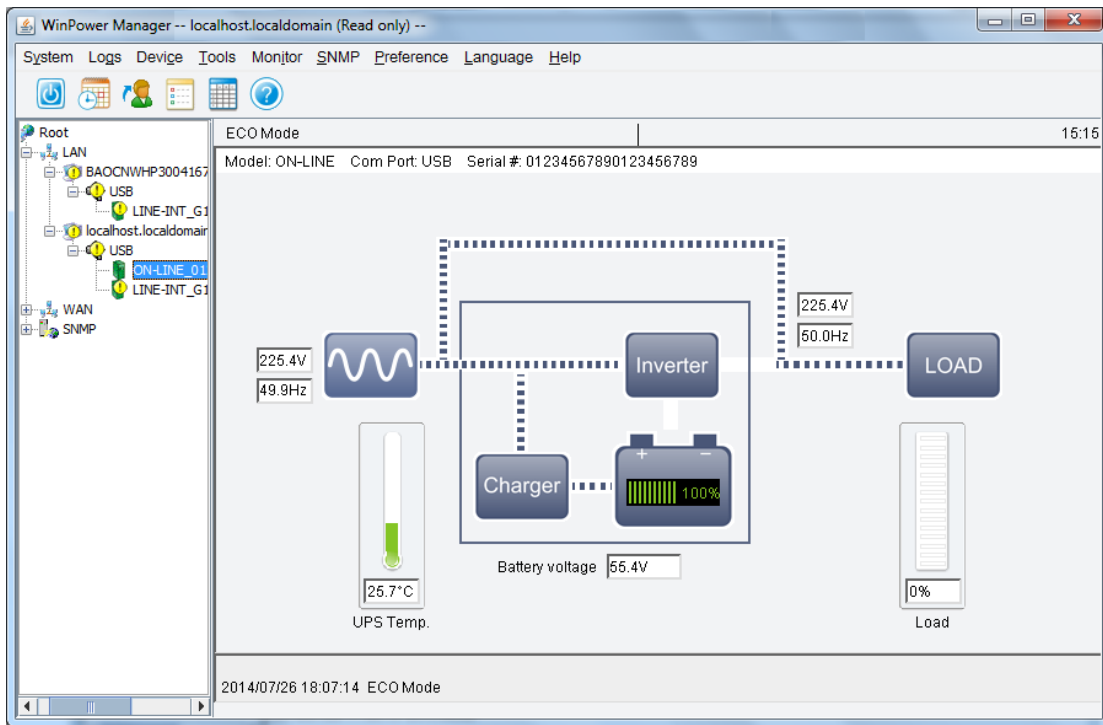 WinPower Manager -- localhost.localdomain (Read only) --
System Logs Device Tools Monitor SNMP Preference Language Help
Root
LAN
BAOCNWHP3004167
USB
LINE-INT_G1
localhost.localdomain
USB
ON-LINE_01
LINE-INT_G1
WAN
SNMP
ECO Mode 15:15
Model: ON-LINE Com Port: USB Serial #: 01234567890123456789
225.4V
50.0Hz
225.4V
49.9Hz
Inverter
LOAD
Charger
+ −
100%
Battery voltage 55.4V
25.7°C
UPS Temp.
0%
Load
2014/07/26 18:07:14 ECO Mode